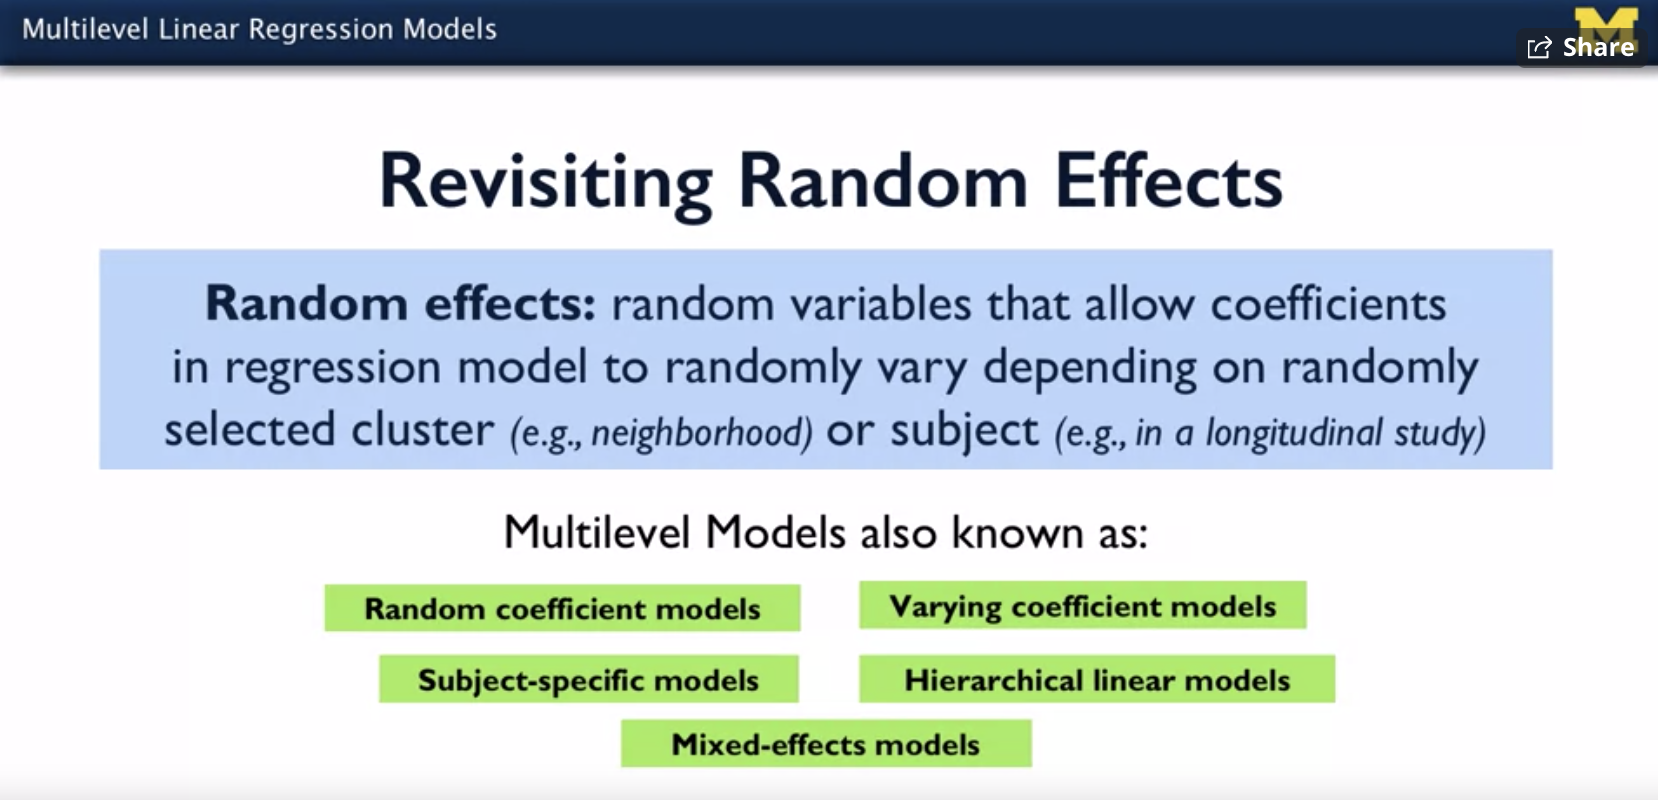 Multilevel Linear Regression Models
M
Share
Revisiting Random Effects
Random effects: random variables that allow coefficients
in regression model to randomly vary depending on randomly
selected cluster (e.g., neighborhood) or subject (e.g., in a longitudinal study)
Multilevel Models also known as:
Random coefficient models
Varying coefficient models
Subject-specific models
Hierarchical linear models
Mixed-effects models